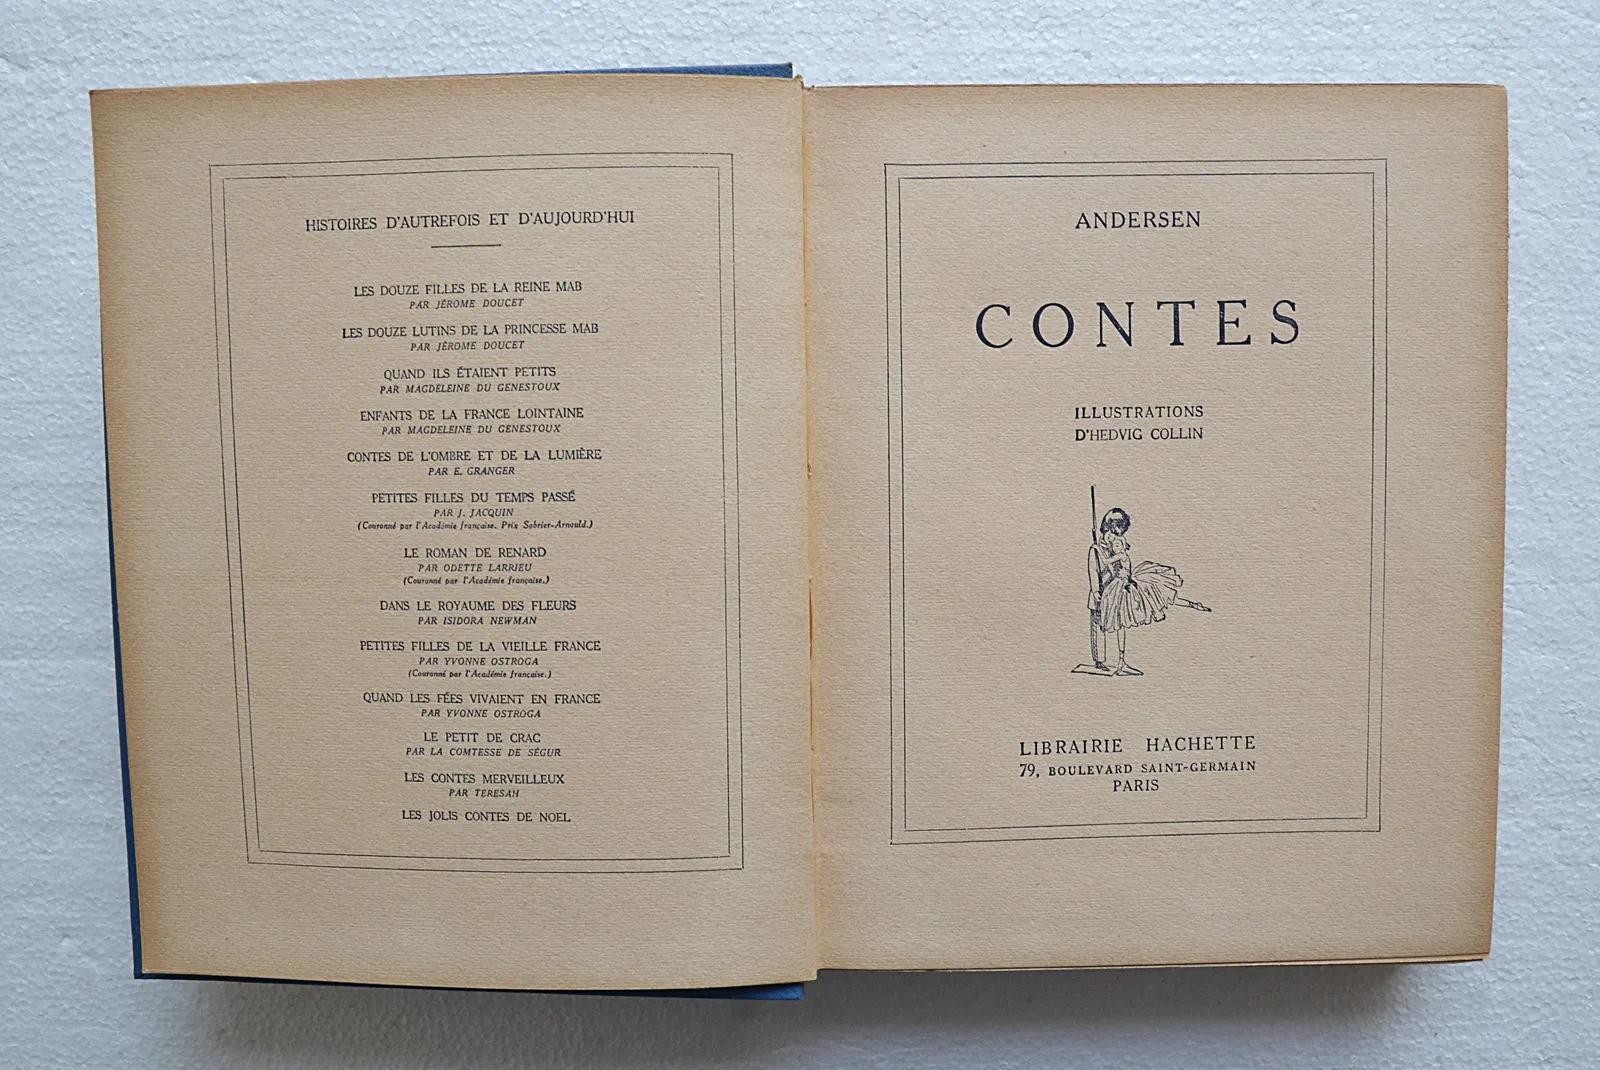 HISTOIRES D'AUTREFOIS ET D'AUJOURD'HUI
LES DOUZE FILLES DE LA REINE MAB
PAR JÉROME DOUCET
LES DOUZE LUTINS DE LA PRINCESSE MAB
PAR JÉROME DOUCET
QUAND ILS ÉTAIENT PETITS
PAR MAGDELEINE DU GENESTOUX
ENFANTS DE LA FRANCE LOINTAINE
PAR MAGDELEINE DU GENESTOUX
CONTES DE L'OMBRE ET DE LA LUMIÈRE
PAR E. GRANGER
PETITES FILLES DU TEMPS PASSÉ
PAR J. JACQUIN
(Couronné par l'Académie française. Prix Sobrier-Arnould.)
LE ROMAN DE RENARD
PAR ODETTE LARRIEU
(Couronné par l'Académie française.)
DANS LE ROYAUME DES FLEURS
PAR ISIDORA NEWMAN
PETITES FILLES DE LA VIEILLE FRANCE
PAR YVONNE OSTROGA
(Couronné par l'Académie française.)
QUAND LES FÉES VIVAIENT EN FRANCE
PAR YVONNE OSTROGA
LE PETIT DE CRAC
PAR LA COMTESSE DE SÉGUR
LES CONTES MERVEILLEUX
PAR TERESAH
LES JOLIS CONTES DE NOEL
ANDERSEN
CONTES
ILLUSTRATIONS
D'HEDVIG COLLIN
LIBRAIRIE HACHETTE
79, BOULEVARD SAINT-GERMAIN
PARIS